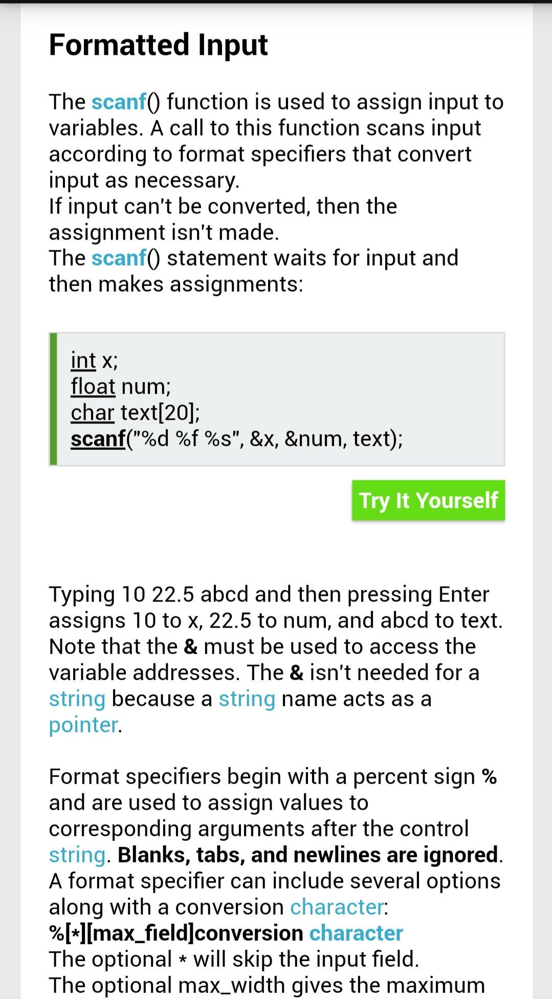 Formatted Input
The scanf() function is used to assign input to
variables. A call to this function scans input
according to format specifiers that convert
input as necessary.
If input can't be converted, then the
assignment isn't made.
The scanf() statement waits for input and
then makes assignments:
int x;
float num;
char text[20];
scanf("%d %f %s", &x, &num, text);
Try It Yourself
Typing 10 22.5 abcd and then pressing Enter
assigns 10 to x, 22.5 to num, and abcd to text.
Note that the & must be used to access the
variable addresses. The & isn't needed for a
string because a string name acts as a
pointer.
Format specifiers begin with a percent sign %
and are used to assign values to
corresponding arguments after the control
string. Blanks, tabs, and newlines are ignored.
A format specifier can include several options
along with a conversion character:
%[*][max_field]conversion character
The optional * will skip the input field.
The optional max_width gives the maximum